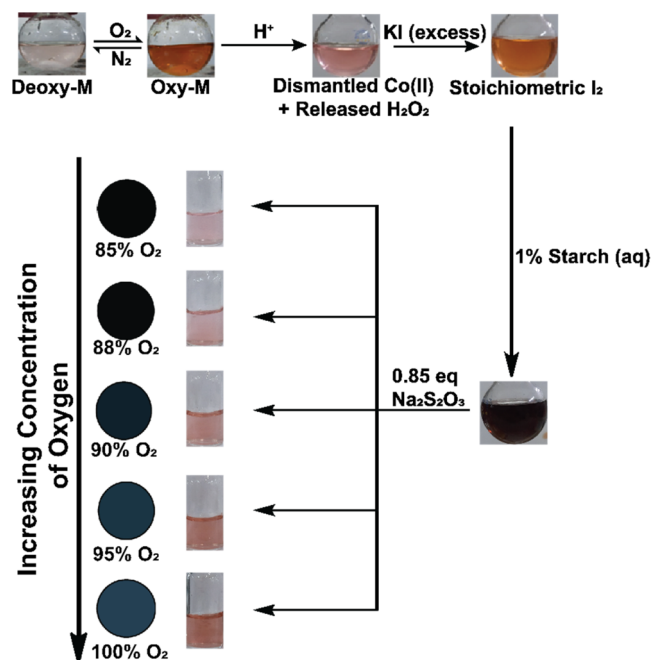 O₂
N₂
H⁺
KI (excess)
Deoxy-M
Oxy-M
Dismantled Co(II)
+ Released H₂O₂
Stoichiometric I₂
1% Starch (aq)
0.85 eq
Na₂S₂O₃
Increasing Concentration
of Oxygen
85% O₂
88% O₂
90% O₂
95% O₂
100% O₂